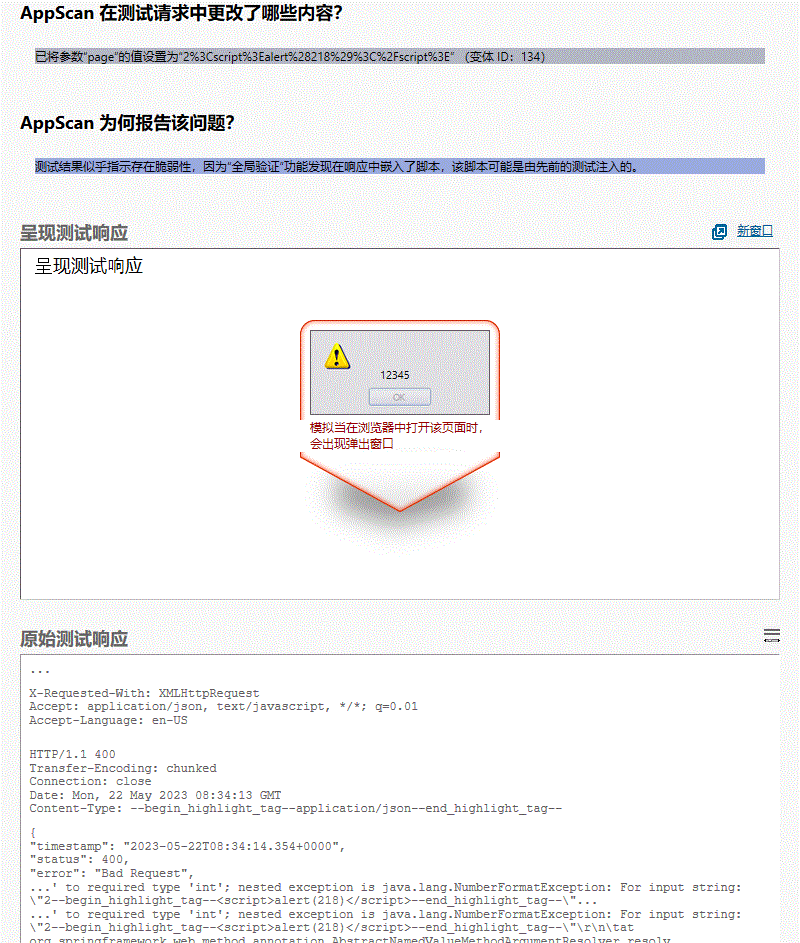 AppScan 在测试请求中更改了哪些内容?
已将参数“page”的值设置为“2%3Cscript%3Ealert%28218%29%3C%2Fscript%3E” (变体 ID: 134)
AppScan 为何报告该问题?
测试结果似乎指示存在脆弱性，因为“全局验证”功能发现在响应中嵌入了脚本，该脚本可能是由先前的测试注入的。
呈现测试响应
新窗口
呈现测试响应
12345
OK
模拟当在浏览器中打开该页面时，
会出现弹出窗口
原始测试响应
...
X-Requested-With: XMLHttpRequest
Accept: application/json, text/javascript, */*; q=0.01
Accept-Language: en-US
HTTP/1.1 400
Transfer-Encoding: chunked
Connection: close
Date: Mon, 22 May 2023 08:34:13 GMT
Content-Type: --begin_highlight_tag--application/json--end_highlight_tag--
{
"timestamp": "2023-05-22T08:34:14.354+0000",
"status": 400,
"error": "Bad Request",
...' to required type 'int'; nested exception is java.lang.NumberFormatException: For input string:
\"2--begin_highlight_tag--<script>alert(218)</script>--end_highlight_tag--\"...
...' to required type 'int'; nested exception is java.lang.NumberFormatException: For input string:
\"2--begin_highlight_tag--<script>alert(218)</script>--end_highlight_tag--\"\r\n\tat
org.springframework.web.method.annotation.AbstractNamedValueMethodArgumentResolver.resolv